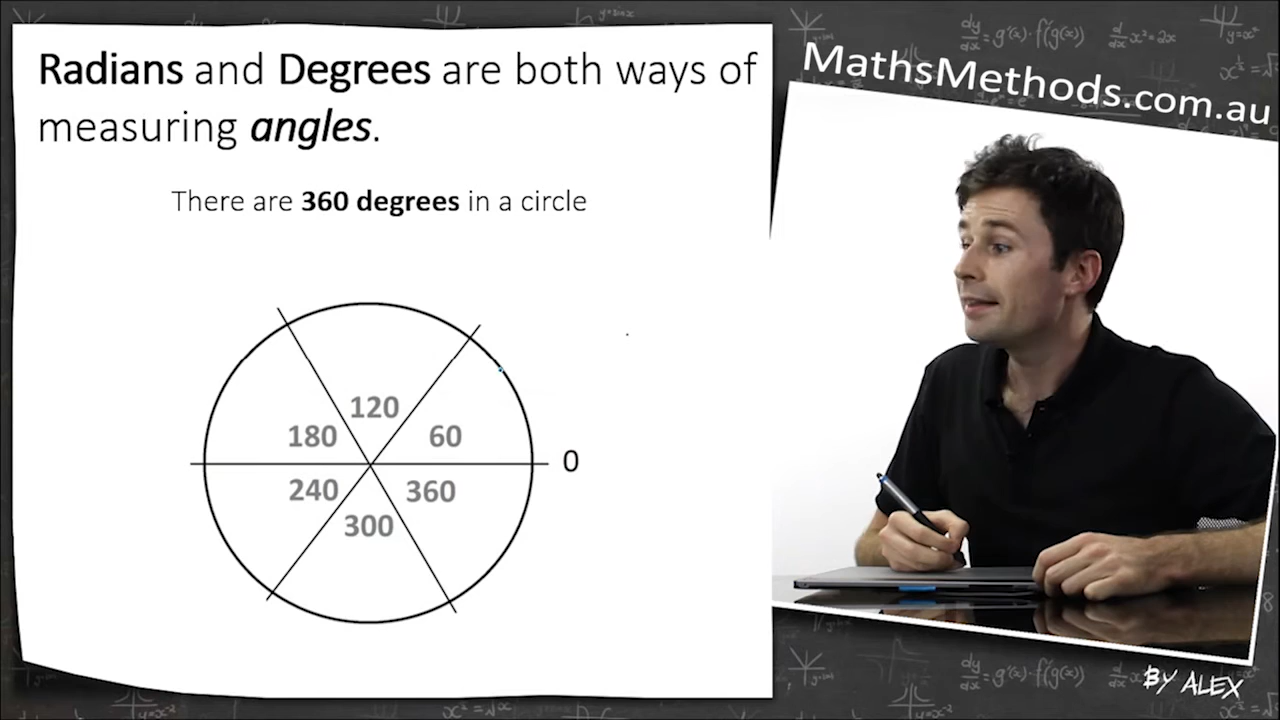 Radians and Degrees are both ways of
measuring angles.
There are 360 degrees in a circle
120
180
60
0
240
360
300
MathsMethods.com.au
BY ALEX